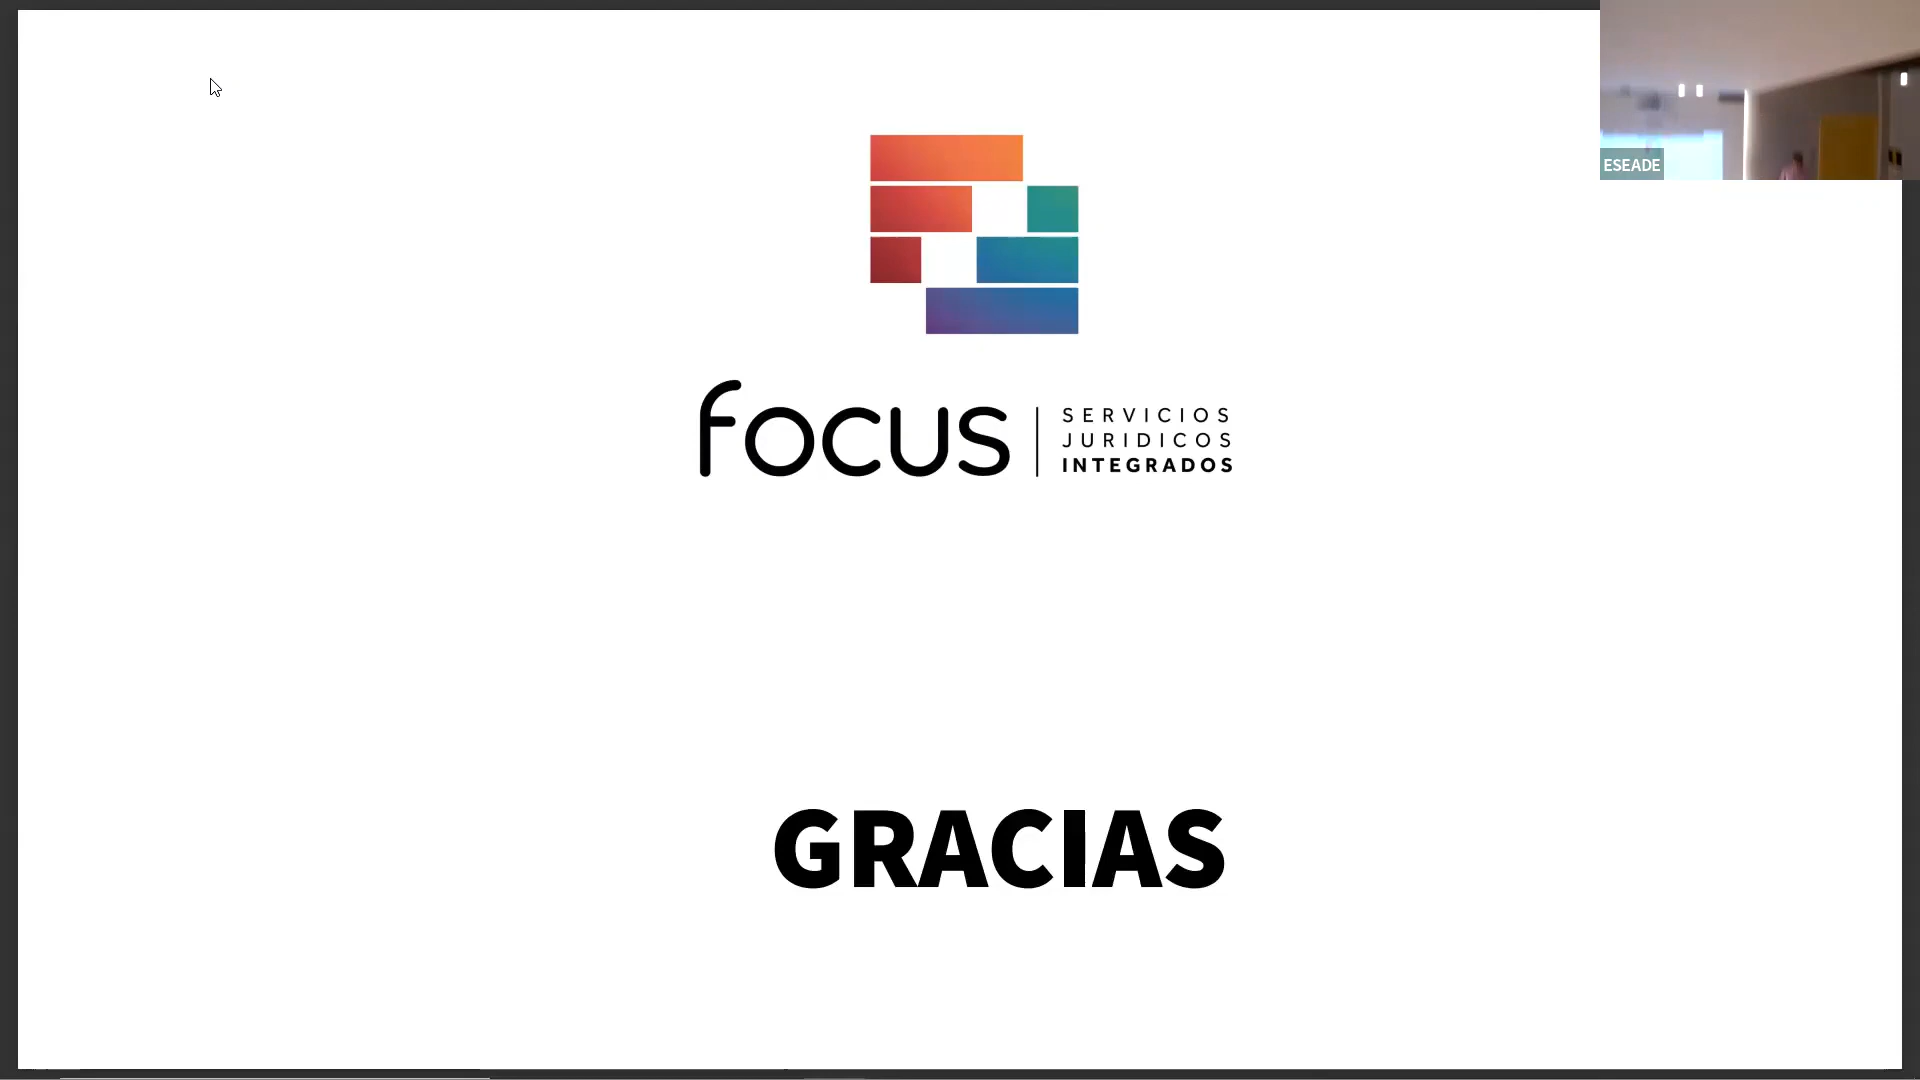 ESEADE
focus
SERVICIOS
JURIDICOS
INTEGRADOS
GRACIAS